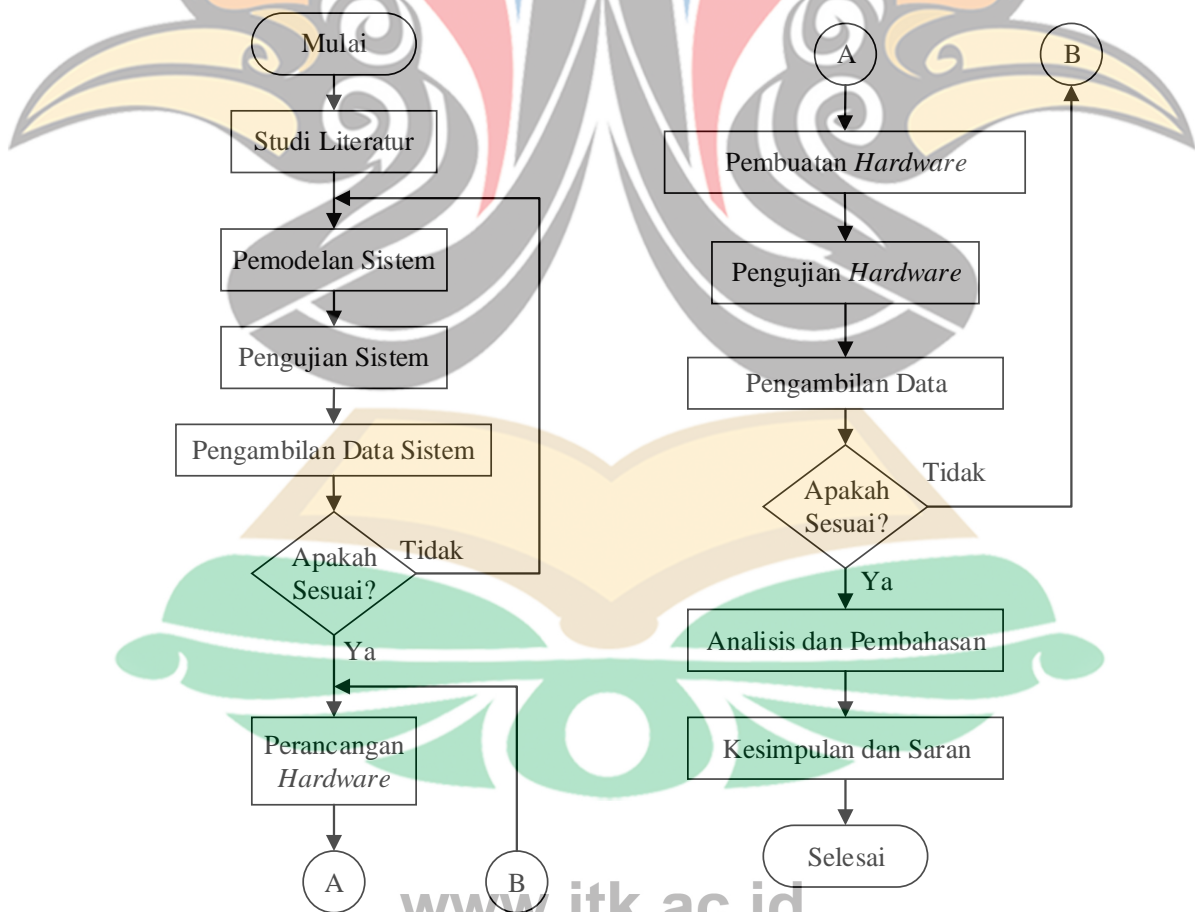 Mulai
Studi Literatur
Pemodelan Sistem
Pengujian Sistem
Pengambilan Data Sistem
Apakah
Sesuai?
Tidak
Ya
Perancangan
Hardware
A
B
A
B
Pembuatan Hardware
Pengujian Hardware
Pengambilan Data
Apakah
Sesuai?
Tidak
Ya
Analisis dan Pembahasan
Kesimpulan dan Saran
Selesai
www.itk.ac.id